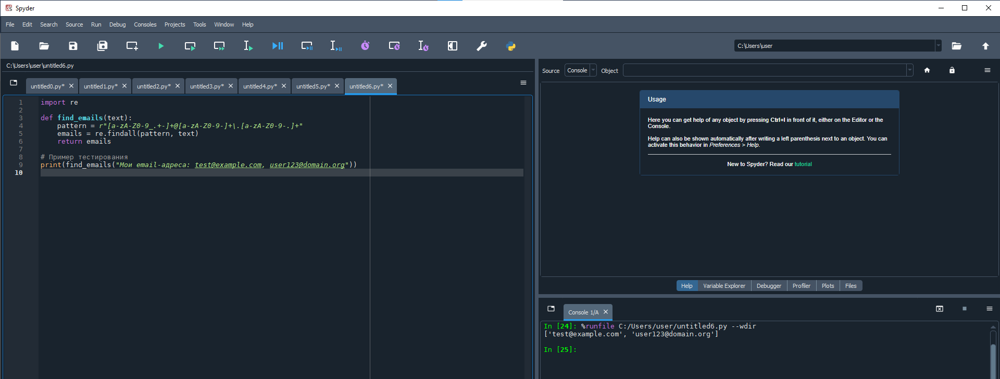 Spyder
File Edit Search Source Run Debug Consoles Projects Tools Window Help
C:\Users\user
C:\Users\user\untitled6.py
untitled0.py* untitled1.py* untitled2.py* untitled3.py* untitled4.py* untitled5.py* untitled6.py*
1 import re
2
3 def find_emails(text):
4 pattern = r"[a-zA-Z0-9_.+-]+@[a-zA-Z0-9-]+\.[a-zA-Z0-9-.]+"
5 emails = re.findall(pattern, text)
6 return emails
7
8 # Пример тестирования
9 print(find_emails("Мои email-адреса: test@example.com, user123@domain.org"))
10
Source Console Object
Usage
Here you can get help of any object by pressing Ctrl+I in front of it, either on the Editor or the
Console.
Help can also be shown automatically after writing a left parenthesis next to an object. You can
activate this behavior in Preferences > Help.
New to Spyder? Read our tutorial
Help Variable Explorer Debugger Profiler Plots Files
Console 1/A
In [24]: %runfile C:/Users/user/untitled6.py --wdir
['test@example.com', 'user123@domain.org']
In [25]: